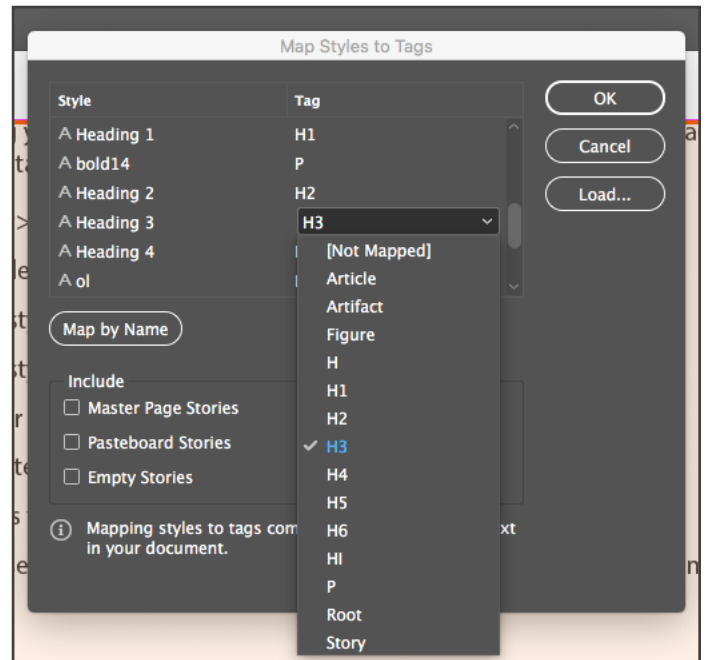 Map Styles to Tags
Style Tag
A Heading 1 H1
A bold14 P
A Heading 2 H2
A Heading 3 H3
A Heading 4
A ol
[Not Mapped]
Article
Artifact
Figure
H
H1
H2
H3
H4
H5
H6
HI
P
Root
Story
OK
Cancel
Load...
Map by Name
Include
Master Page Stories
Pasteboard Stories
Empty Stories
Mapping styles to tags com xt
in your document.